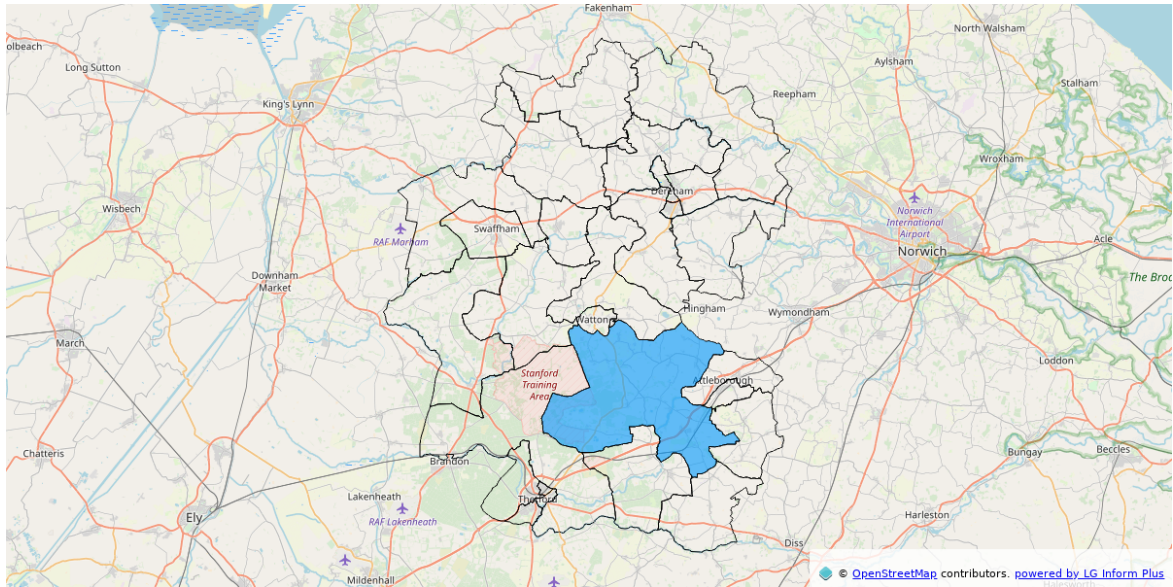 Fakenham
North Walsham
olbeach
Long Sutton
Aylsham
Stalham
King's Lynn
Reepham
Wroxham
Wisbech
Dereham
RAF Marham
Swaffham
Norwich
International
Airport
Norwich
Acle
Downham
Market
The Broa
Hingham
Wymondham
Watton
March
Loddon
Stanford
Training
Area
ttleborough
Chatteris
Brandon
Bungay
Beccles
Lakenheath
Thetford
RAF Lakenheath
Ely
Harleston
Diss
Mildenhall
© OpenStreetMap contributors. powered by LG Inform Plus